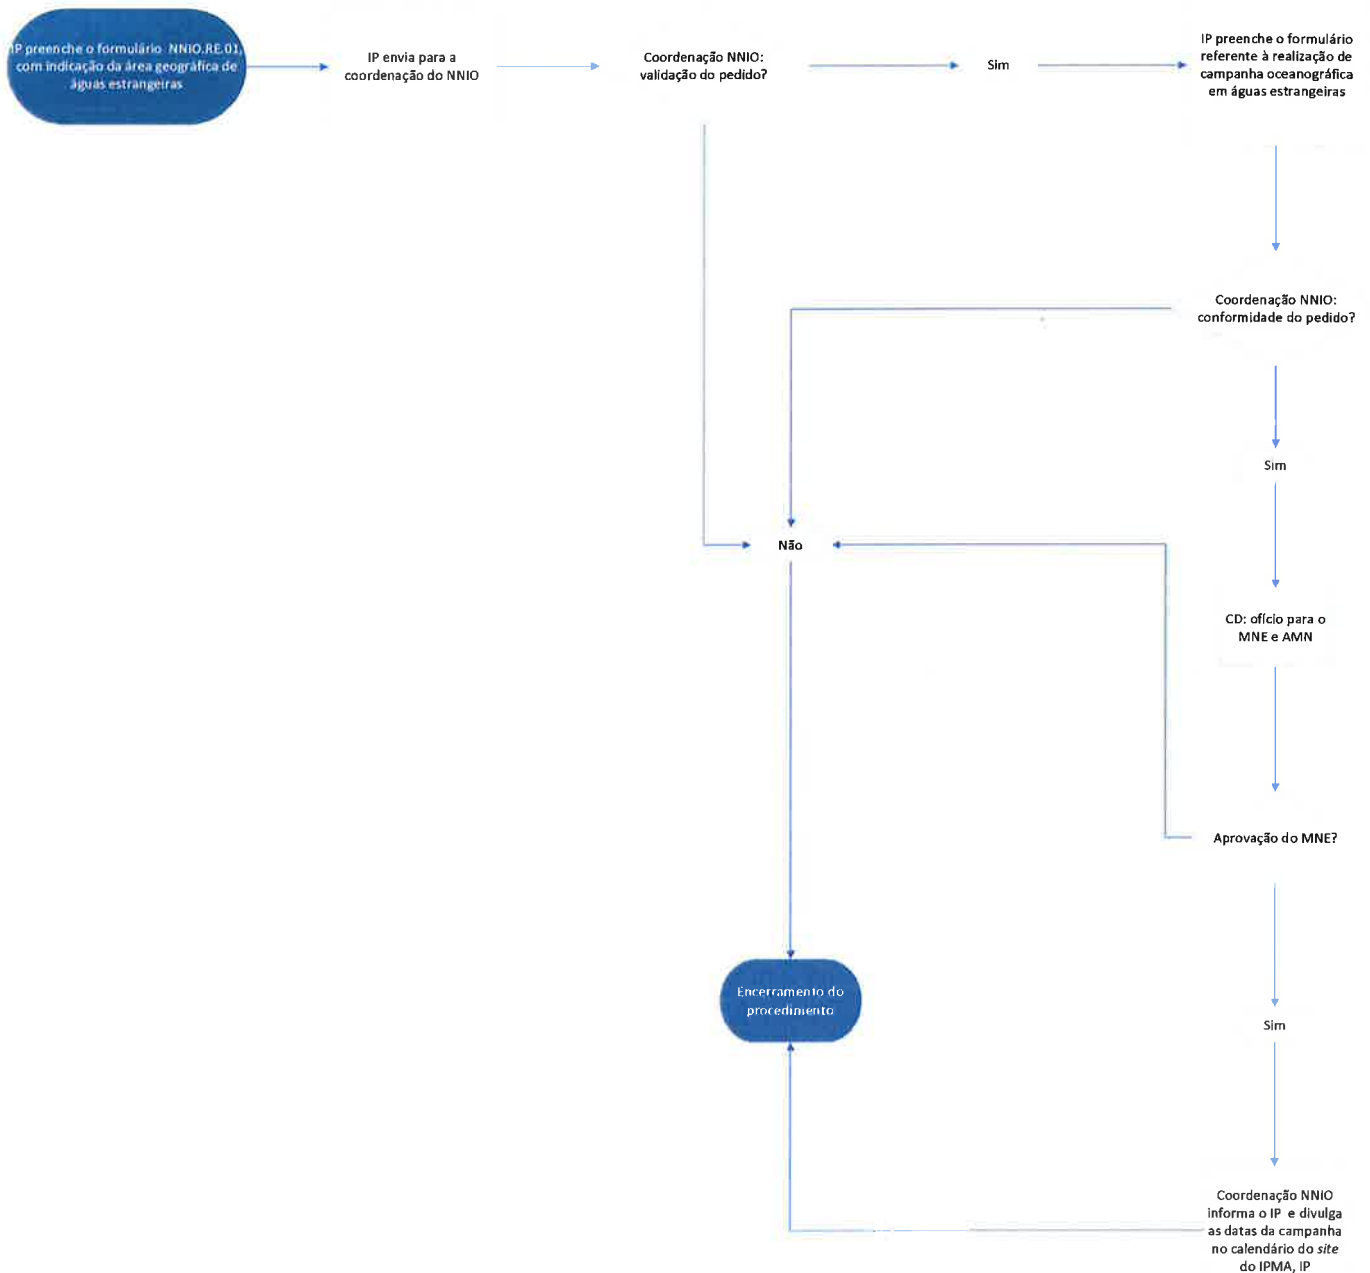 IP preenche o formulário NNIO.RE.01,
com indicação da área geográfica de
águas estrangeiras
IP envia para a
coordenação do NNIO
Coordenação NNIO:
validação do pedido?
Sim
IP preenche o formulário
referente à realização de
campanha oceanográfica
em águas estrangeiras
Coordenação NNIO:
conformidade do pedido?
Sim
Não
CD: ofício para o
MNE e AMN
Aprovação do MNE?
Encerramento do
procedimento
Sim
Coordenação NNIO
informa o IP e divulga
as datas da campanha
no calendário do site
do IPMA, IP